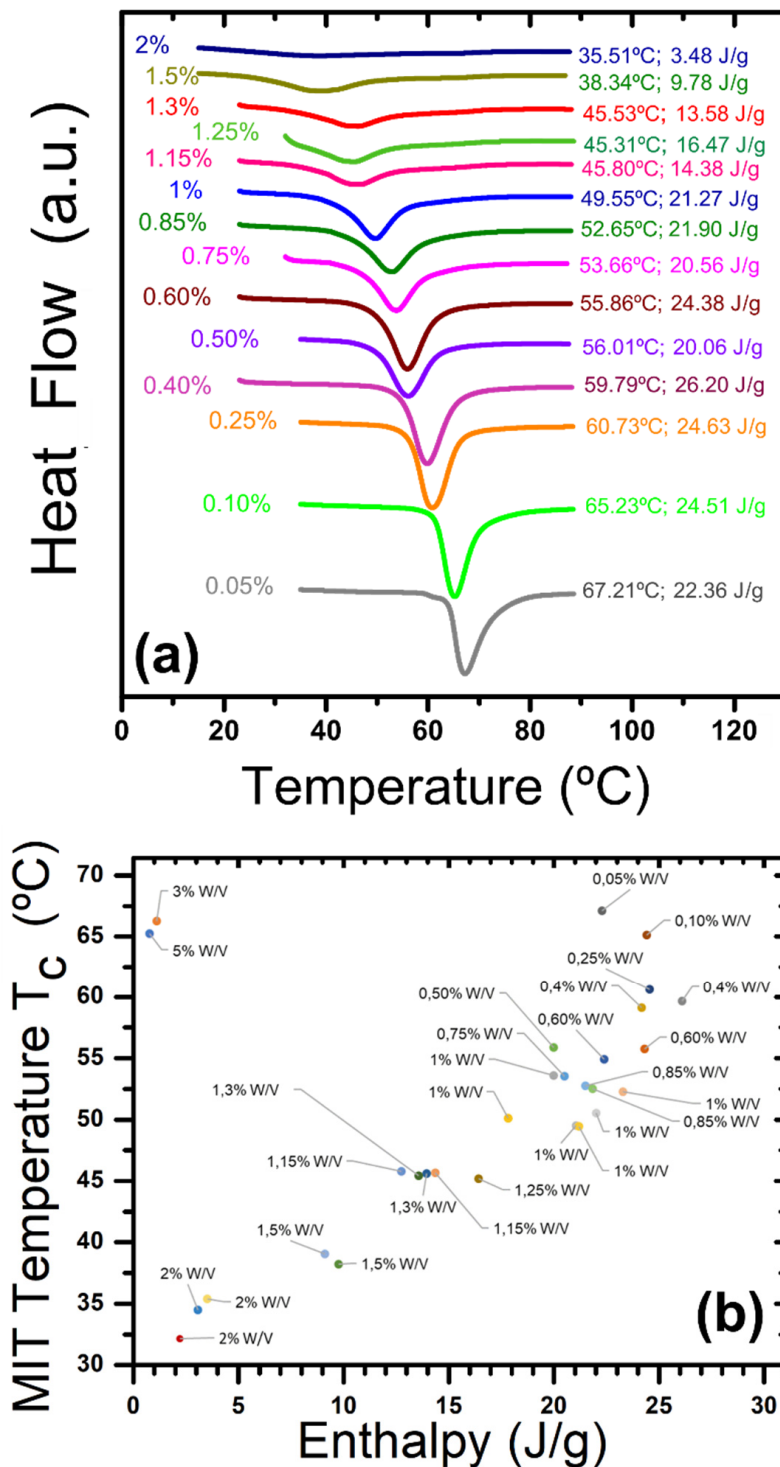 2%
35.51ºC; 3.48 J/g
1.5%
38.34ºC; 9.78 J/g
1.3%
45.53ºC; 13.58 J/g
1.25%
45.31ºC; 16.47 J/g
1.15%
45.80ºC; 14.38 J/g
1%
49.55ºC; 21.27 J/g
0.85%
52.65ºC; 21.90 J/g
0.75%
53.66ºC; 20.56 J/g
0.60%
55.86ºC; 24.38 J/g
0.50%
56.01ºC; 20.06 J/g
0.40%
59.79ºC; 26.20 J/g
0.25%
60.73ºC; 24.63 J/g
0.10%
65.23ºC; 24.51 J/g
0.05%
67.21ºC; 22.36 J/g
Heat Flow (a.u.)
(a)
0 20 40 60 80 100 120
Temperature (ºC)
MIT Temperature Tc (ºC)
70
65
60
55
50
45
40
35
30
3% W/V
5% W/V
0,05% W/V
0,10% W/V
0,25% W/V
0,4% W/V
0,4% W/V
0,50% W/V
0,60% W/V
0,75% W/V
0,60% W/V
1% W/V
0,85% W/V
1% W/V
1% W/V
0,85% W/V
1% W/V
1% W/V
1% W/V
1,3% W/V
1,15% W/V
1,25% W/V
1,3% W/V
1,15% W/V
1,5% W/V
1,5% W/V
2% W/V
2% W/V
2% W/V
(b)
0 5 10 15 20 25 30
Enthalpy (J/g)